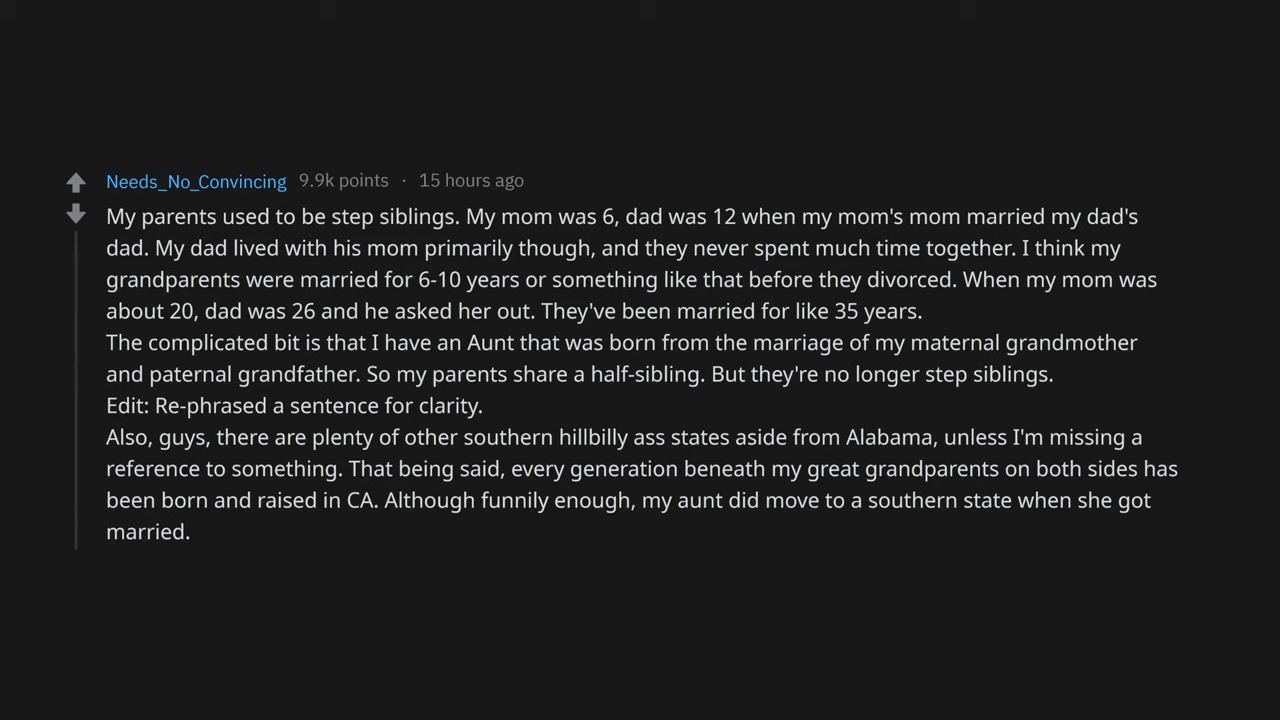 Needs_No_Convincing 9.9k points · 15 hours ago
My parents used to be step siblings. My mom was 6, dad was 12 when my mom's mom married my dad's
dad. My dad lived with his mom primarily though, and they never spent much time together. I think my
grandparents were married for 6-10 years or something like that before they divorced. When my mom was
about 20, dad was 26 and he asked her out. They've been married for like 35 years.
The complicated bit is that I have an Aunt that was born from the marriage of my maternal grandmother
and paternal grandfather. So my parents share a half-sibling. But they're no longer step siblings.
Edit: Re-phrased a sentence for clarity.
Also, guys, there are plenty of other southern hillbilly ass states aside from Alabama, unless I'm missing a
reference to something. That being said, every generation beneath my great grandparents on both sides has
been born and raised in CA. Although funnily enough, my aunt did move to a southern state when she got
married.